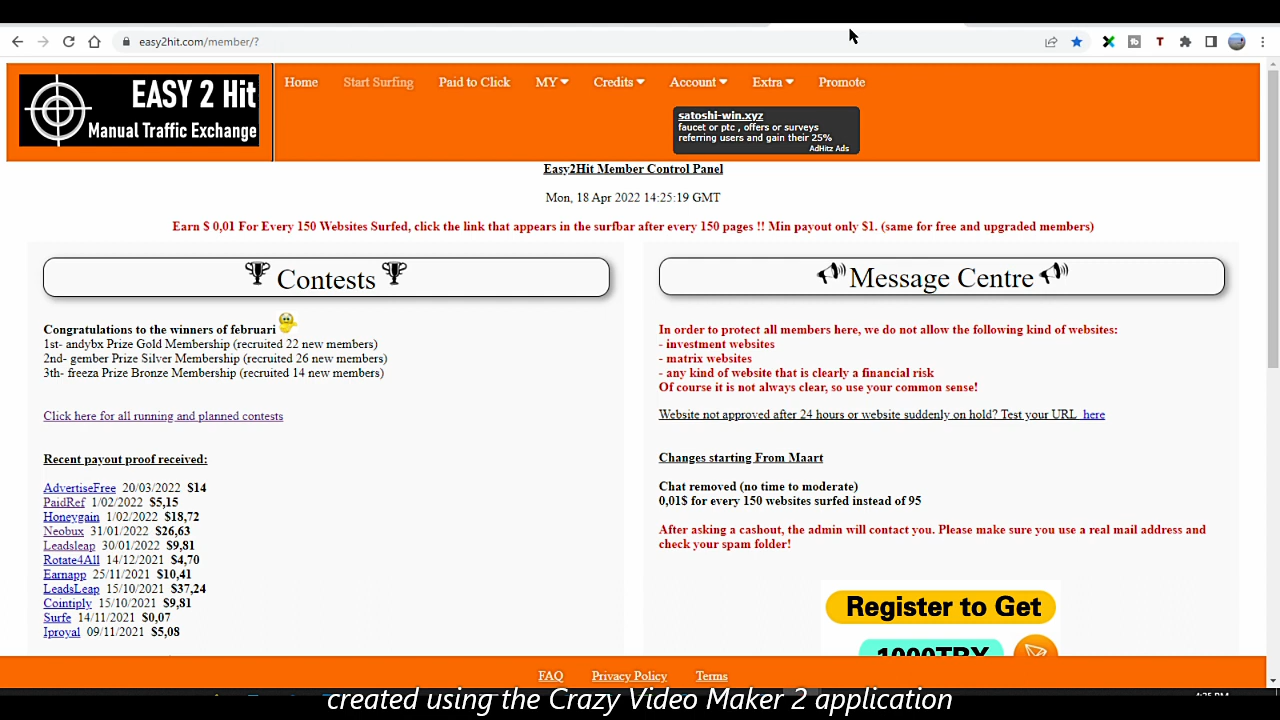 easy2hit.com/member/?
EASY 2 Hit
Manual Traffic Exchange
Home Start Surfing Paid to Click MY Credits Account Extra Promote
satoshi-win.xyz
faucet or ptc , offers or surveys
referring users and gain their 25%
AdHitz Ads
Easy2Hit Member Control Panel
Mon, 18 Apr 2022 14:25:19 GMT
Earn $ 0,01 For Every 150 Websites Surfed, click the link that appears in the surfbar after every 150 pages !! Min payout only $1. (same for free and upgraded members)
Contests
Congratulations to the winners of februari
1st- andybx Prize Gold Membership (recruited 22 new members)
2nd- gember Prize Silver Membership (recruited 26 new members)
3th- freeza Prize Bronze Membership (recruited 14 new members)
Click here for all running and planned contests
Recent payout proof received:
AdvertiseFree 20/03/2022 $14
PaidRef 1/02/2022 $5,15
Honeygain 1/02/2022 $18,72
Neobux 31/01/2022 $26,63
Leadsleap 30/01/2022 $9,81
Rotate4All 14/12/2021 $4,70
Earnapp 25/11/2021 $10,41
LeadsLeap 15/10/2021 $37,24
Cointiply 15/10/2021 $9,81
Surfe 14/11/2021 $0,07
Iproyal 09/11/2021 $5,08
Message Centre
In order to protect all members here, we do not allow the following kind of websites:
- investment websites
- matrix websites
- any kind of website that is clearly a financial risk
Of course it is not always clear, so use your common sense!
Website not approved after 24 hours or website suddenly on hold? Test your URL here
Changes starting From Maart
Chat removed (no time to moderate)
0,01$ for every 150 websites surfed instead of 95
After asking a cashout, the admin will contact you. Please make sure you use a real mail address and
check your spam folder!
Register to Get
1000TRX
FAQ Privacy Policy Terms
created using the Crazy Video Maker 2 application